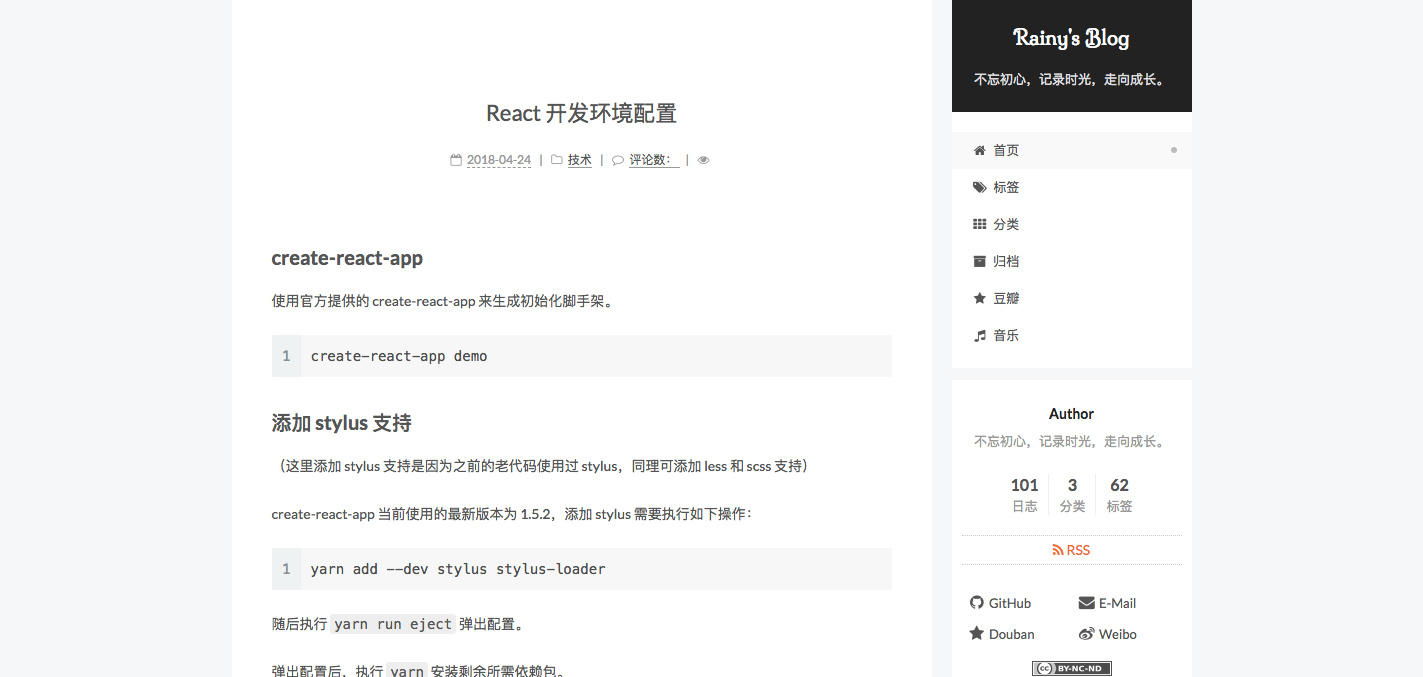 React 开发环境配置
2018-04-24 | 技术 | 评论数： |
create-react-app
使用官方提供的 create-react-app 来生成初始化脚手架。
1 create-react-app demo
添加 stylus 支持
（这里添加 stylus 支持是因为之前的老代码使用过 stylus，同理可添加 less 和 scss 支持）
create-react-app 当前使用的最新版本为 1.5.2，添加 stylus 需要执行如下操作：
1 yarn add --dev stylus stylus-loader
随后执行 yarn run eject 弹出配置。
弹出配置后，执行 yarn 安装剩余所需依赖包。
Rainy's Blog
不忘初心，记录时光，走向成长。
首页
标签
分类
归档
豆瓣
音乐
Author
不忘初心，记录时光，走向成长。
101 3 62
日志 分类 标签
RSS
GitHub E-Mail
Douban Weibo
cc BY-NC-ND